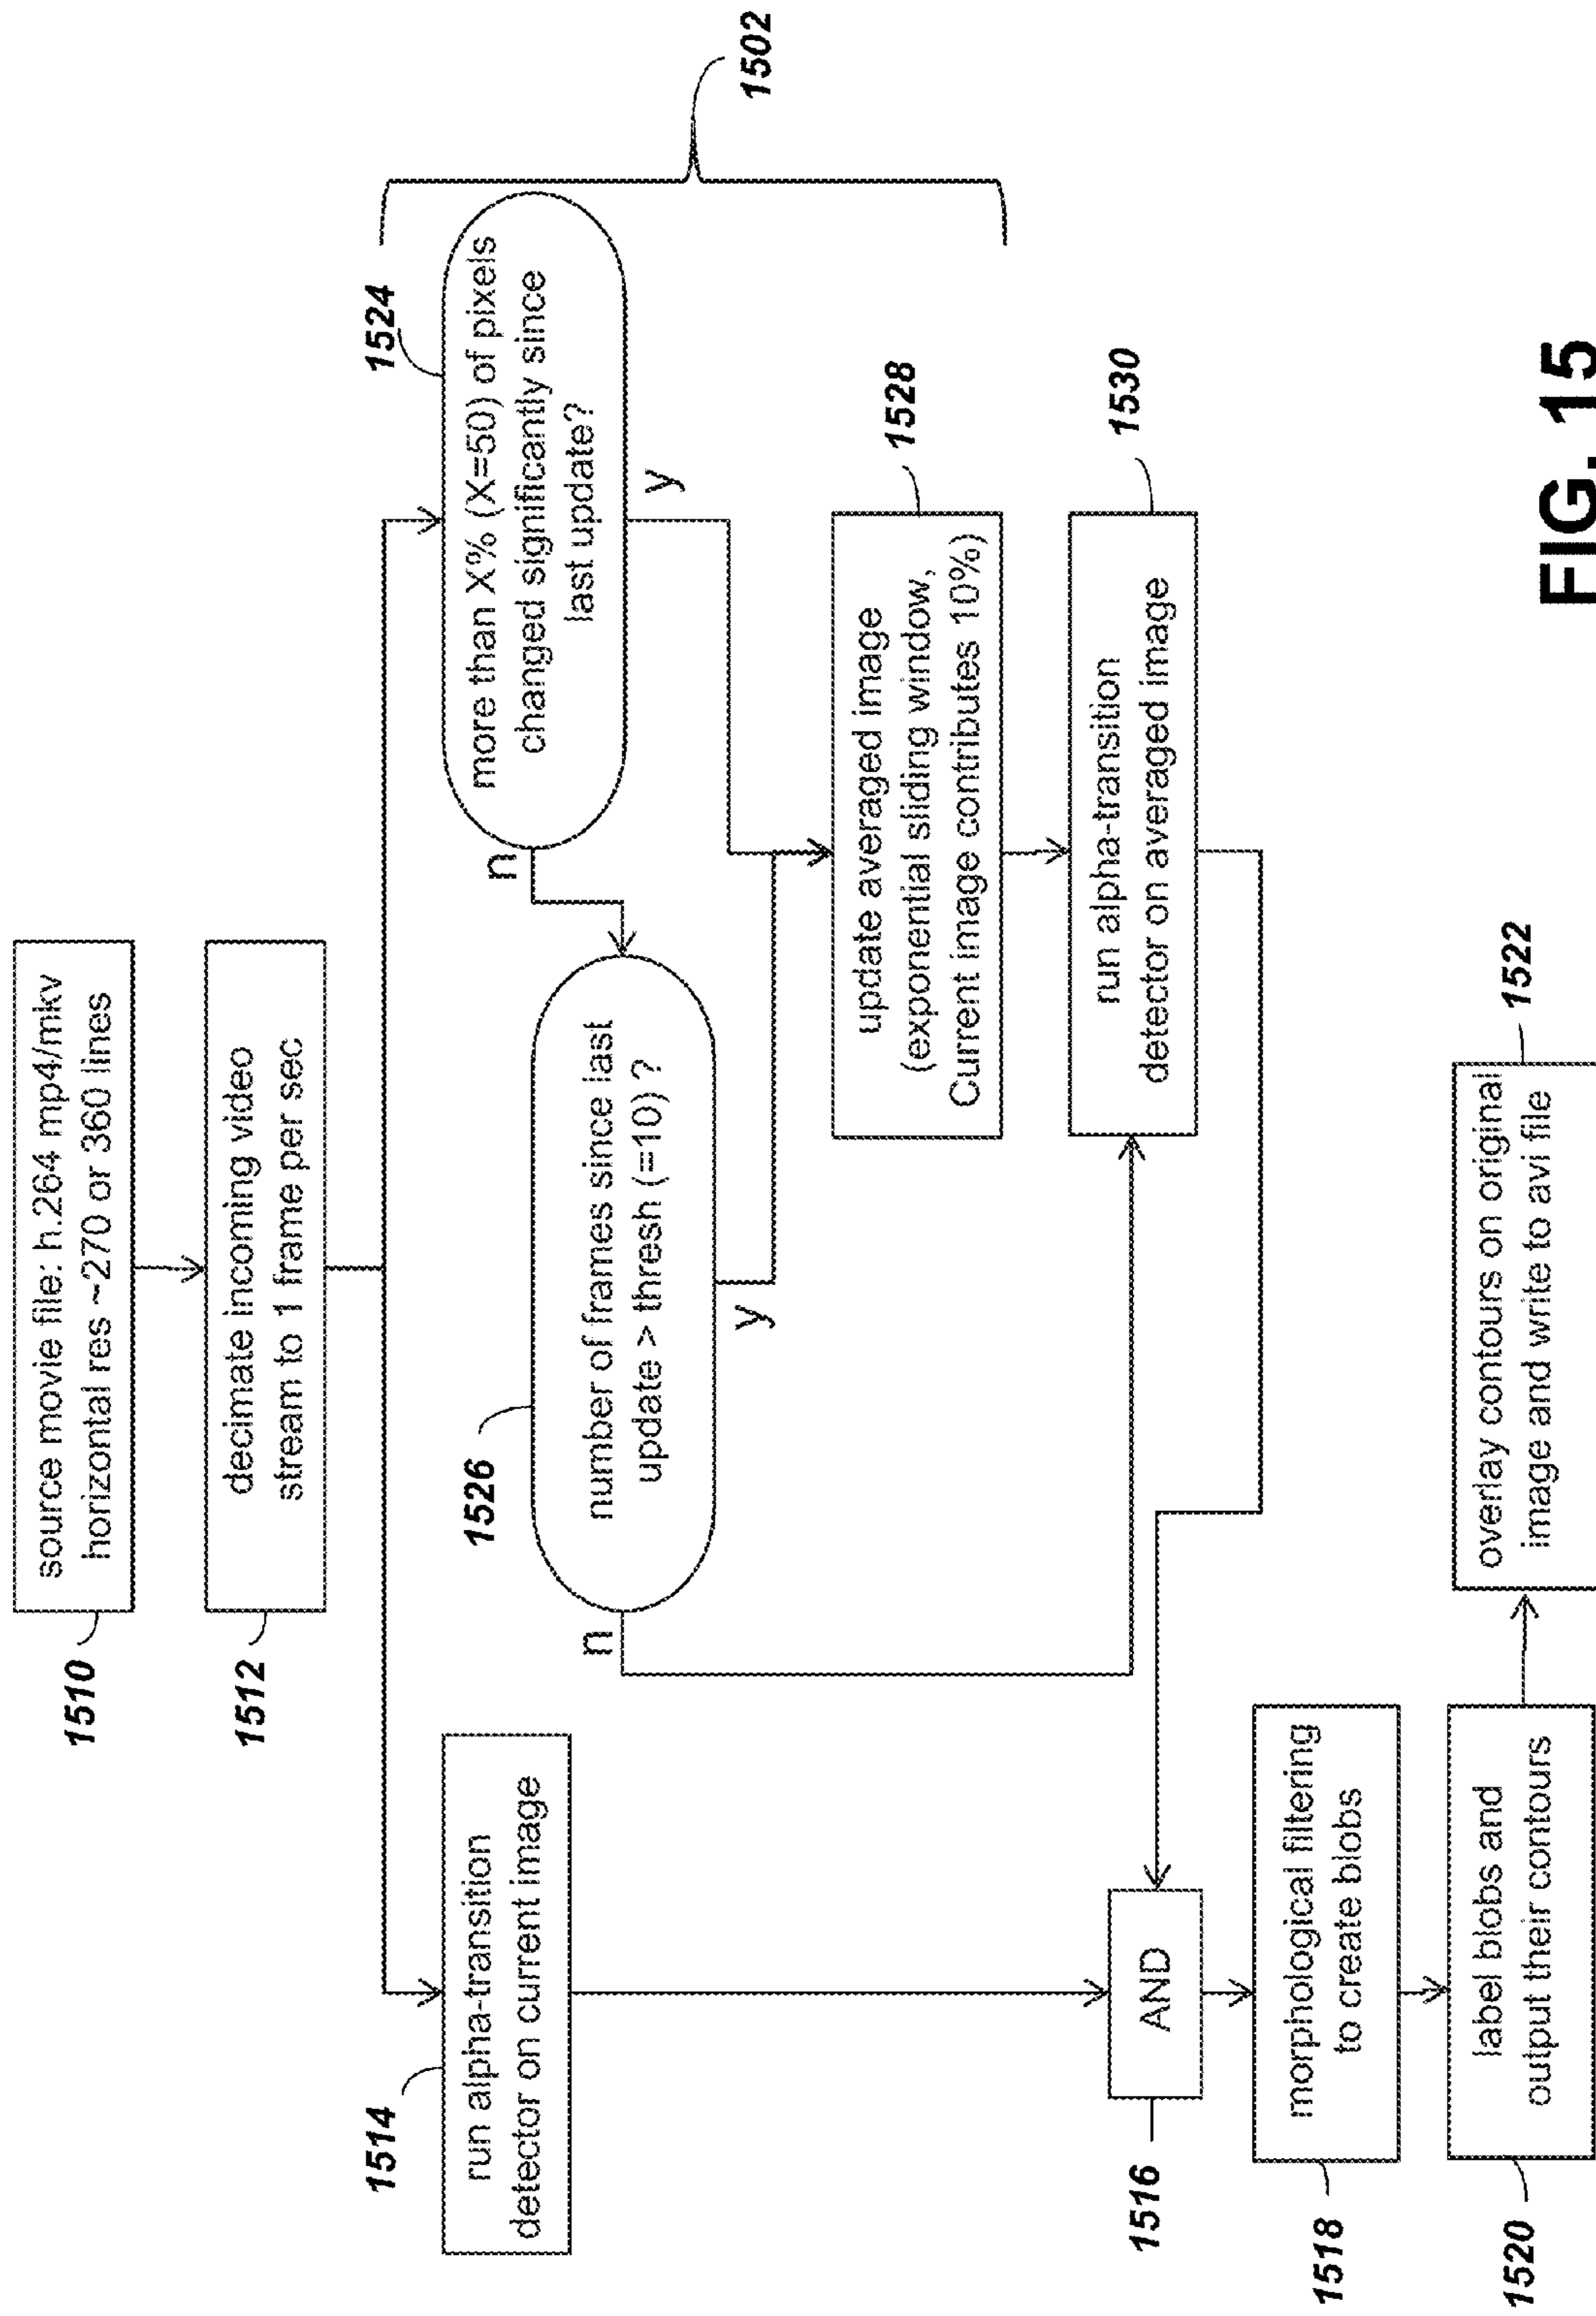 source movie file: h.264 mp4/mkv
horizontal res ~270 or 360 lines
1510
decimate incoming video
stream to 1 frame per sec
1512
run alpha-transition
detector on current image
1514
1524
more than X% (X=50) of pixels
changed significantly since
last update?
n
y
1502
1526
number of frames since last
update > thresh (=10) ?
n
y
update averaged image
(exponential sliding window,
Current image contributes 10%)
1528
run alpha-transition
detector on averaged image
1530
AND
1516
morphological filtering
to create blobs
1518
label blobs and
output their contours
1520
overlay contours on original
image and write to avi file
1522
FIG. 15